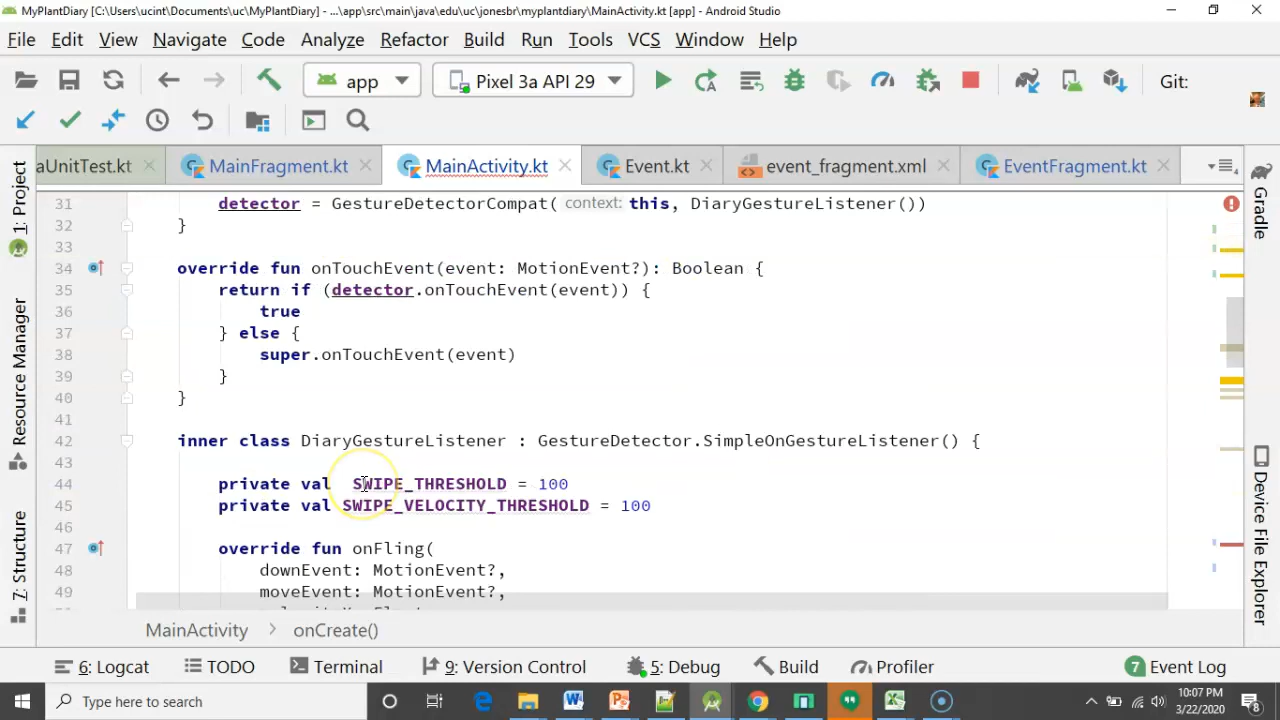 MyPlantDiary [C:\Users\ucint\Documents\uc\MyPlantDiary] - ...\app\src\main\java\edu\uc\jonesbr\myplantdiary\MainActivity.kt [app] - Android Studio
File Edit View Navigate Code Analyze Refactor Build Run Tools VCS Window Help
app Pixel 3a API 29 Git:
aUnitTest.kt MainFragment.kt MainActivity.kt Event.kt event_fragment.xml EventFragment.kt
1: Project
Resource Manager
7: Structure
31 detector = GestureDetectorCompat( context: this, DiaryGestureListener())
32 }
33
34 override fun onTouchEvent(event: MotionEvent?): Boolean {
35 return if (detector.onTouchEvent(event)) {
36 true
37 } else {
38 super.onTouchEvent(event)
39 }
40 }
41
42 inner class DiaryGestureListener : GestureDetector.SimpleOnGestureListener() {
43
44 private val  SWIPE_THRESHOLD = 100
45 private val SWIPE_VELOCITY_THRESHOLD = 100
46
47 override fun onFling(
48 downEvent: MotionEvent?,
49 moveEvent: MotionEvent?,
Gradle
Device File Explorer
MainActivity > onCreate()
6: Logcat TODO Terminal 9: Version Control 5: Debug Build Profiler 7 Event Log
Type here to search
10:07 PM
3/22/2020
8